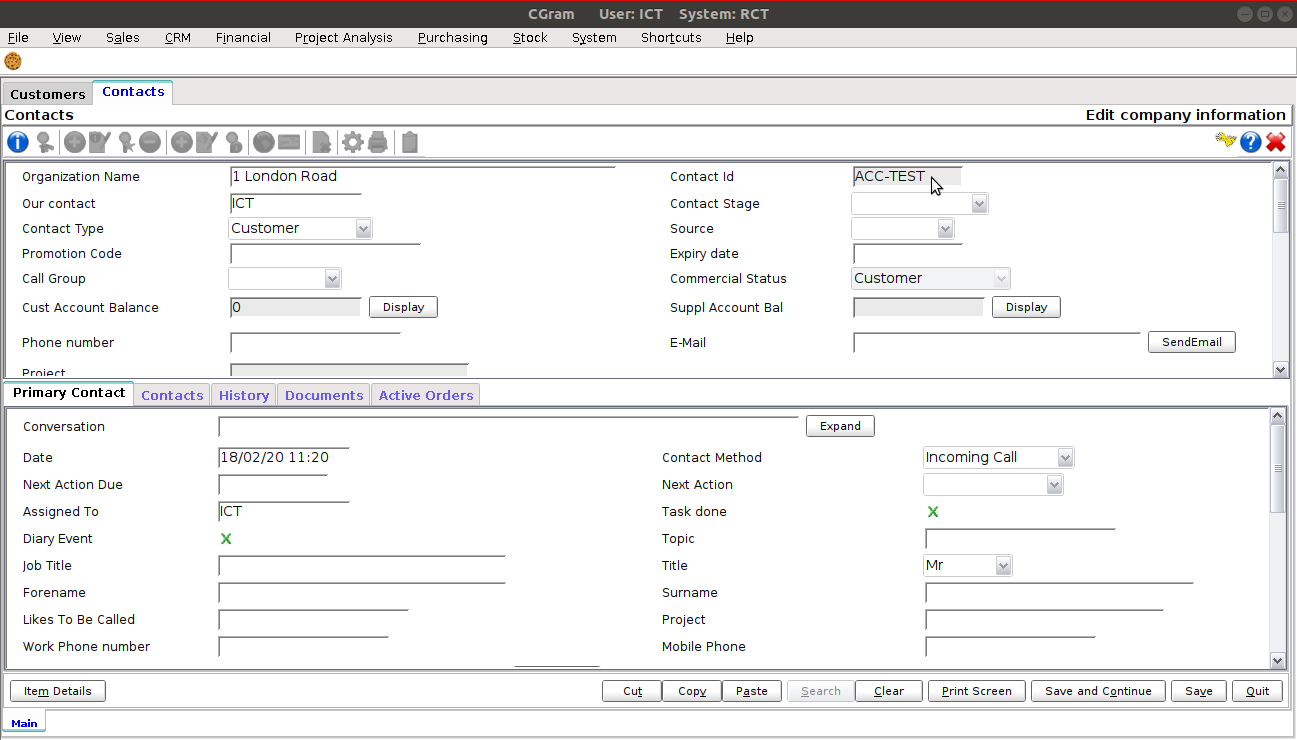 CGram User: ICT System: RCT
File View Sales CRM Financial Project Analysis Purchasing Stock System Shortcuts Help
Customers Contacts
Contacts Edit company information
Organization Name 1 London Road Contact Id ACC-TEST
Our contact ICT Contact Stage
Contact Type Customer Source
Promotion Code Expiry date
Call Group Commercial Status Customer
Cust Account Balance 0 Display Suppl Account Bal Display
Phone number E-Mail SendEmail
Project
Primary Contact Contacts History Documents Active Orders
Conversation Expand
Date 18/02/20 11:20 Contact Method Incoming Call
Next Action Due Next Action
Assigned To ICT Task done
Diary Event Topic
Job Title Title Mr
Forename Surname
Likes To Be Called Project
Work Phone number Mobile Phone
Item Details Cut Copy Paste Search Clear Print Screen Save and Continue Save Quit
Main